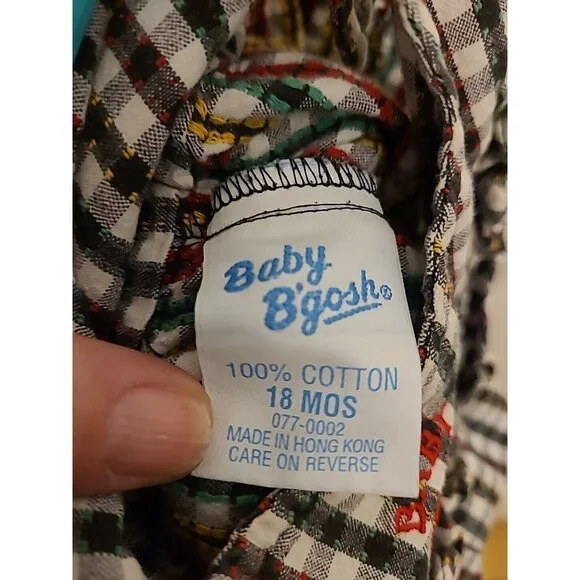 Baby
B'gosh®
100% COTTON
18 MOS
077-0002
MADE IN HONG KONG
CARE ON REVERSE